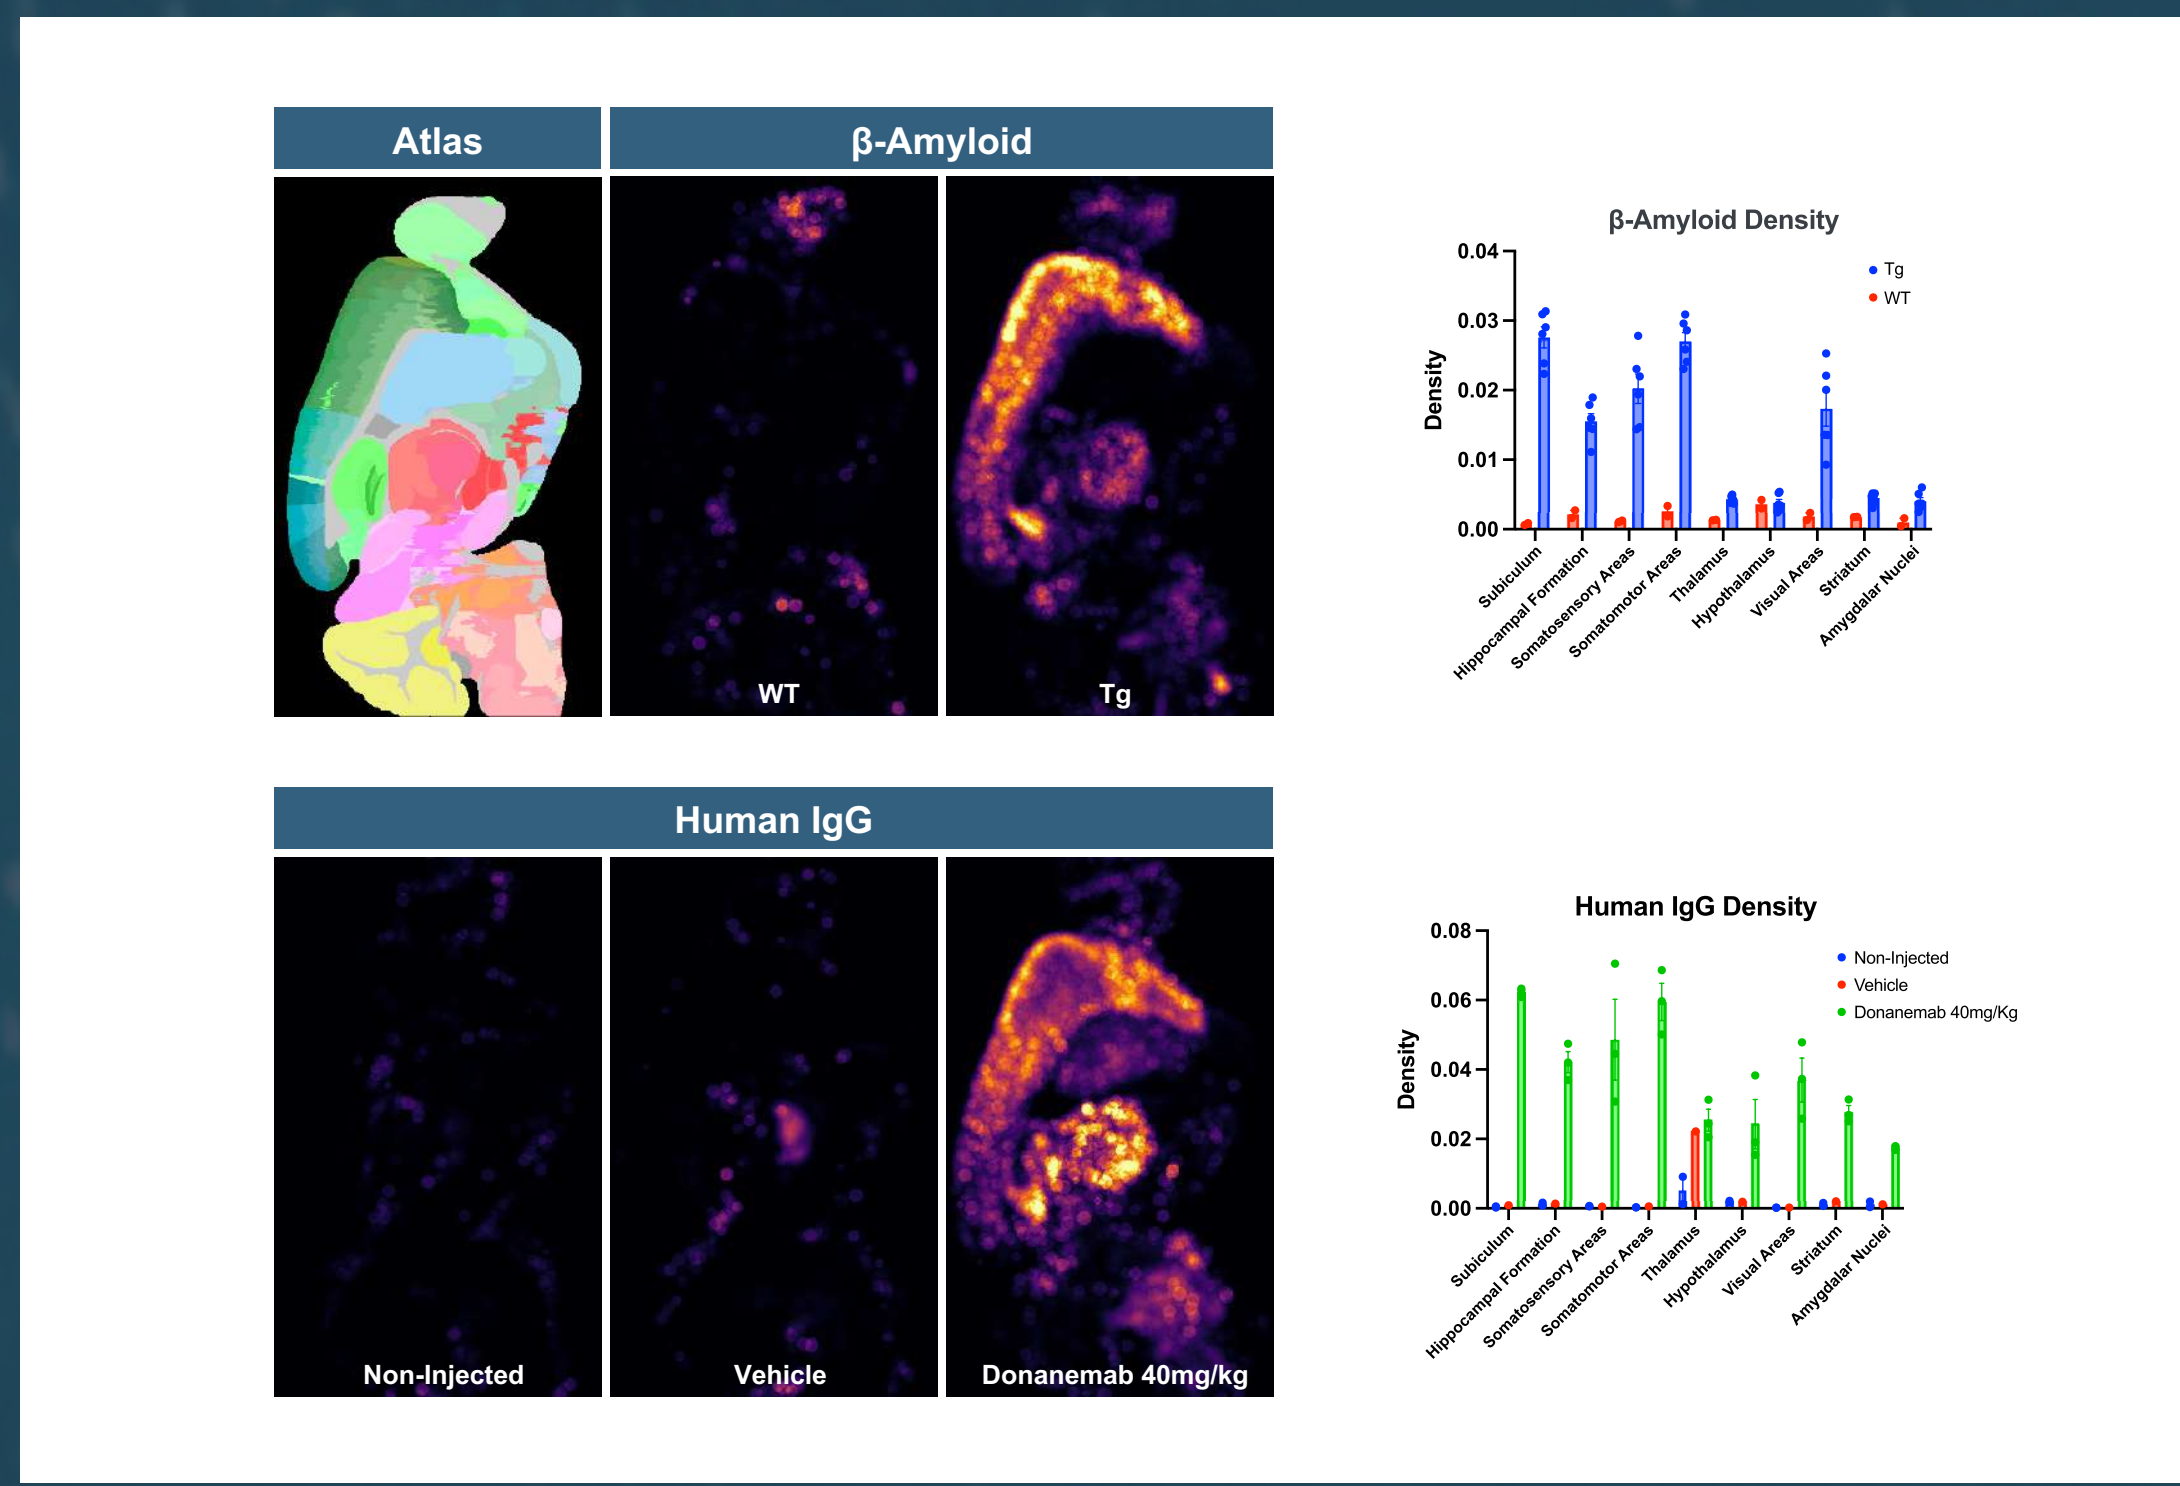 Atlas
β-Amyloid
WT
Tg
β-Amyloid Density
0.04
0.03
0.02
0.01
0.00
Density
Tg
WT
Subiculum
Hippocampal Formation
Somatosensory Areas
Somatomotor Areas
Thalamus
Hypothalamus
Visual Areas
Striatum
Amygdalar Nuclei
Human IgG
Non-Injected
Vehicle
Donanemab 40mg/kg
Human IgG Density
0.08
0.06
0.04
0.02
0.00
Density
Non-Injected
Vehicle
Donanemab 40mg/Kg
Subiculum
Hippocampal Formation
Somatosensory Areas
Somatomotor Areas
Thalamus
Hypothalamus
Visual Areas
Striatum
Amygdalar Nuclei